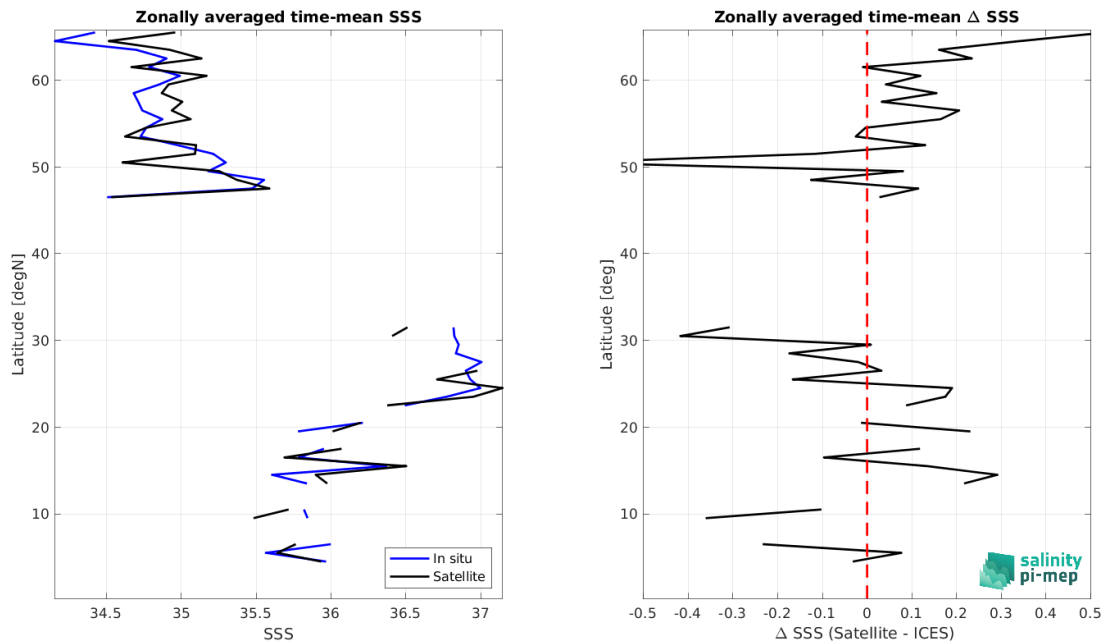 Zonally averaged time-mean SSS
60
50
40
30
20
10
Latitude [degN]
34.5
35
35.5
36
36.5
37
SSS
In situ
Satellite
Zonally averaged time-mean Δ SSS
60
50
40
30
20
10
Latitude [deg]
-0.5
-0.4
-0.3
-0.2
-0.1
0
0.1
0.2
0.3
0.4
0.5
Δ SSS (Satellite - ICES)
salinity
pi-mep